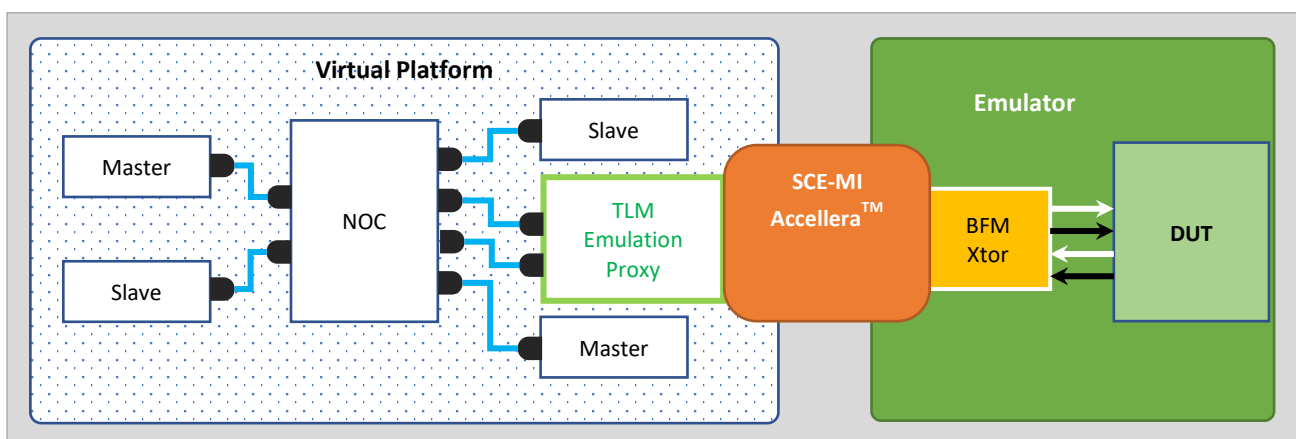 Virtual Platform
Master
Slave
NOC
Slave
TLM
Emulation
Proxy
Master
SCE-MI
Accellera™
Emulator
BFM
Xtor
DUT